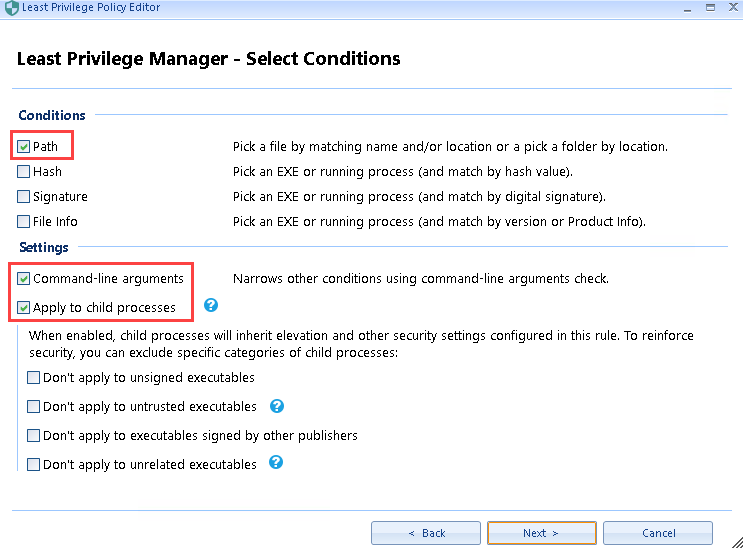 Least Privilege Policy Editor
Least Privilege Manager - Select Conditions
Conditions
Path Pick a file by matching name and/or location or a pick a folder by location.
Hash Pick an EXE or running process (and match by hash value).
Signature Pick an EXE or running process (and match by digital signature).
File Info Pick an EXE or running process (and match by version or Product Info).
Settings
Command-line arguments Narrows other conditions using command-line arguments check.
Apply to child processes ?
When enabled, child processes will inherit elevation and other security settings configured in this rule. To reinforce
security, you can exclude specific categories of child processes:
Don't apply to unsigned executables
Don't apply to untrusted executables ?
Don't apply to executables signed by other publishers
Don't apply to unrelated executables ?
< Back Next > Cancel